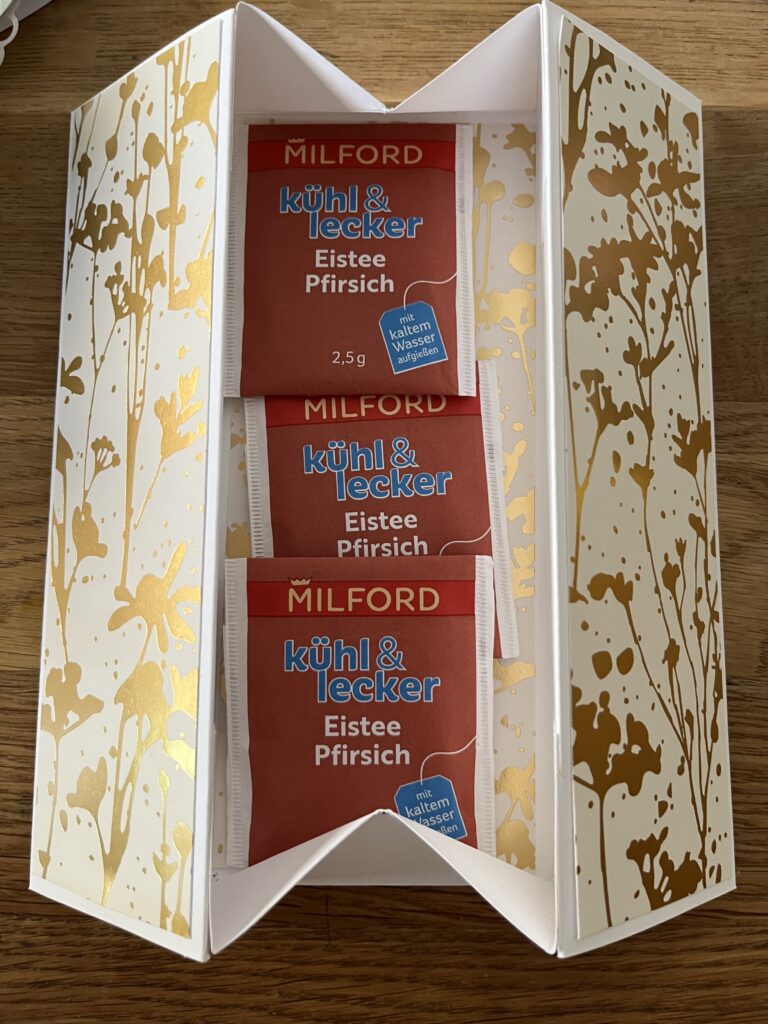 MILFORD
kühl &
lecker
Eistee
Pfirsich
mit
kaltem
Wasser
aufgießen
2,5 g
MILFORD
kühl &
lecker
Eistee
Pfirsich
MILFORD
kühl &
lecker
Eistee
Pfirsich
mit
kaltem
Wasser